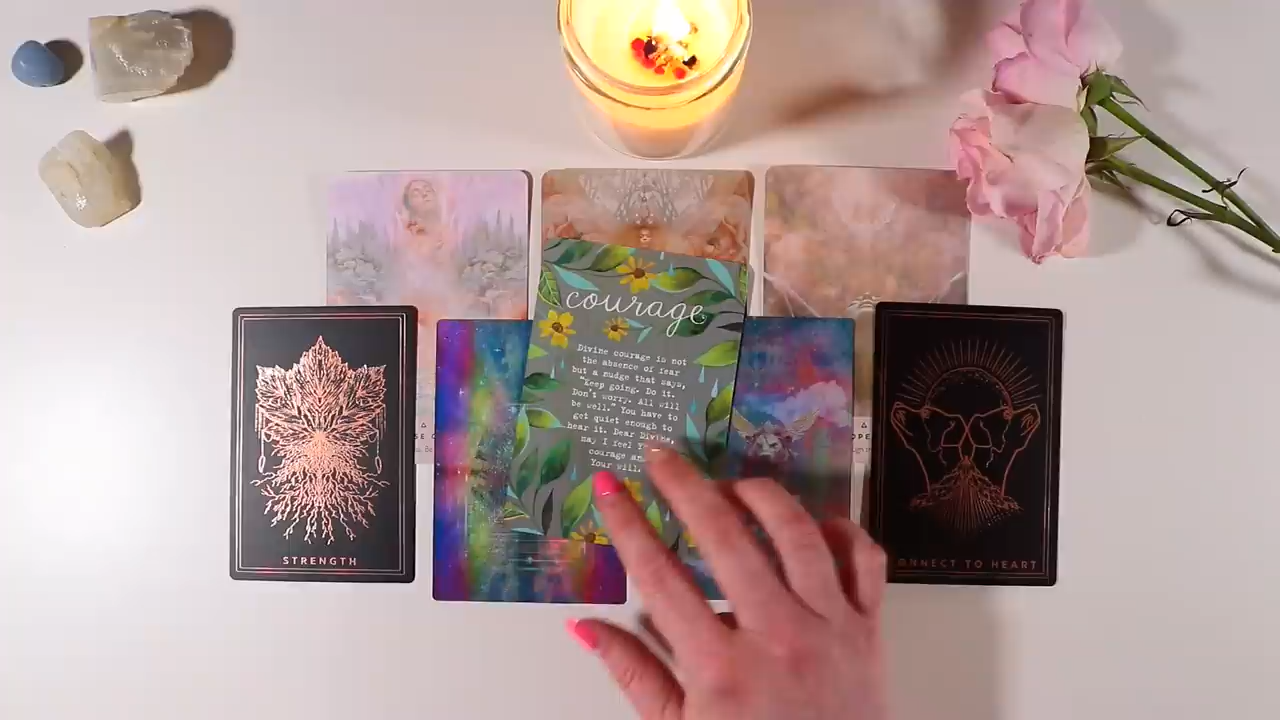 courage
Divine courage is not
the absence of fear
but a nudge that says,
"Keep going. Do it.
Don't worry. All will
be well." You have to
get quiet enough to
hear it. Dear Divine,
may I feel
courage
Your will.
STRENGTH
ONNECT TO HEART